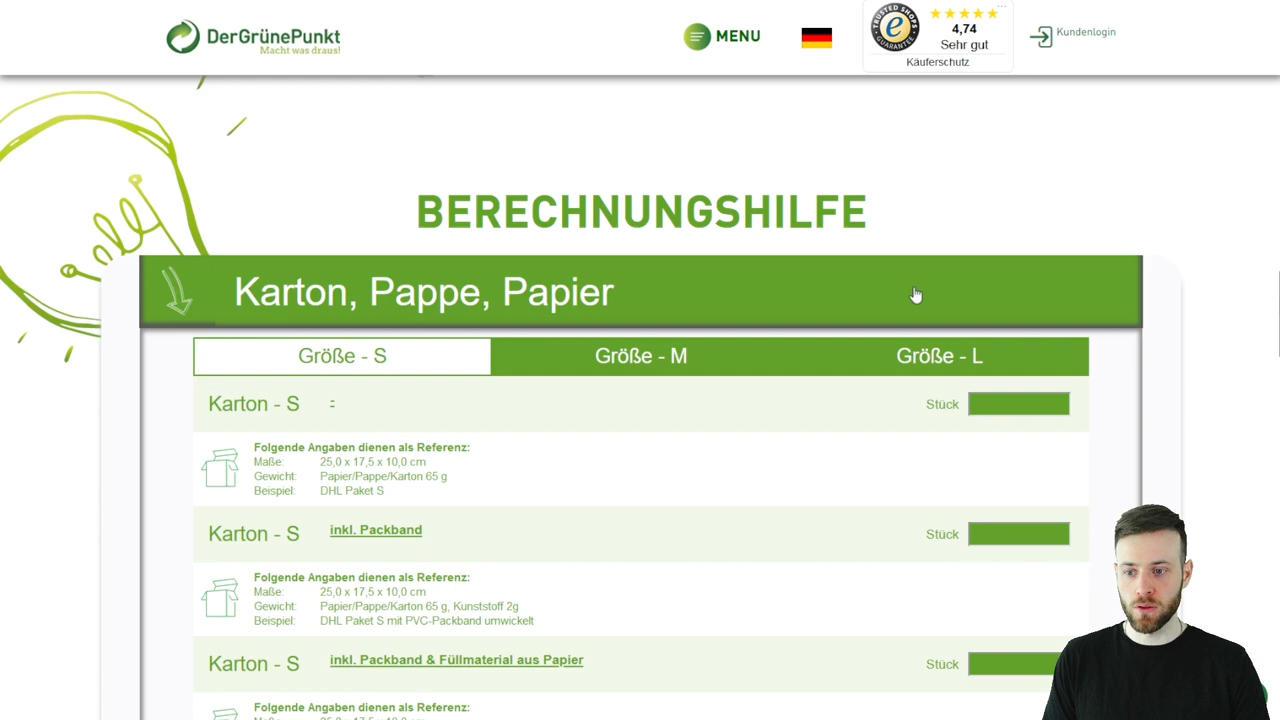 DerGrünePunkt
Macht was draus!
MENU
TRUSTED SHOPS
GUARANTEE
e
4,74
Sehr gut
Käuferschutz
Kundenlogin
BERECHNUNGSHILFE
Karton, Pappe, Papier
Größe - S
Größe - M
Größe - L
Karton - S - Stück
Folgende Angaben dienen als Referenz:
Maße: 25,0 x 17,5 x 10,0 cm
Gewicht: Papier/Pappe/Karton 65 g
Beispiel: DHL Paket S
Karton - S inkl. Packband Stück
Folgende Angaben dienen als Referenz:
Maße: 25,0 x 17,5 x 10,0 cm
Gewicht: Papier/Pappe/Karton 65 g, Kunststoff 2g
Beispiel: DHL Paket S mit PVC-Packband umwickelt
Karton - S inkl. Packband & Füllmaterial aus Papier Stück
Folgende Angaben dienen als Referenz: